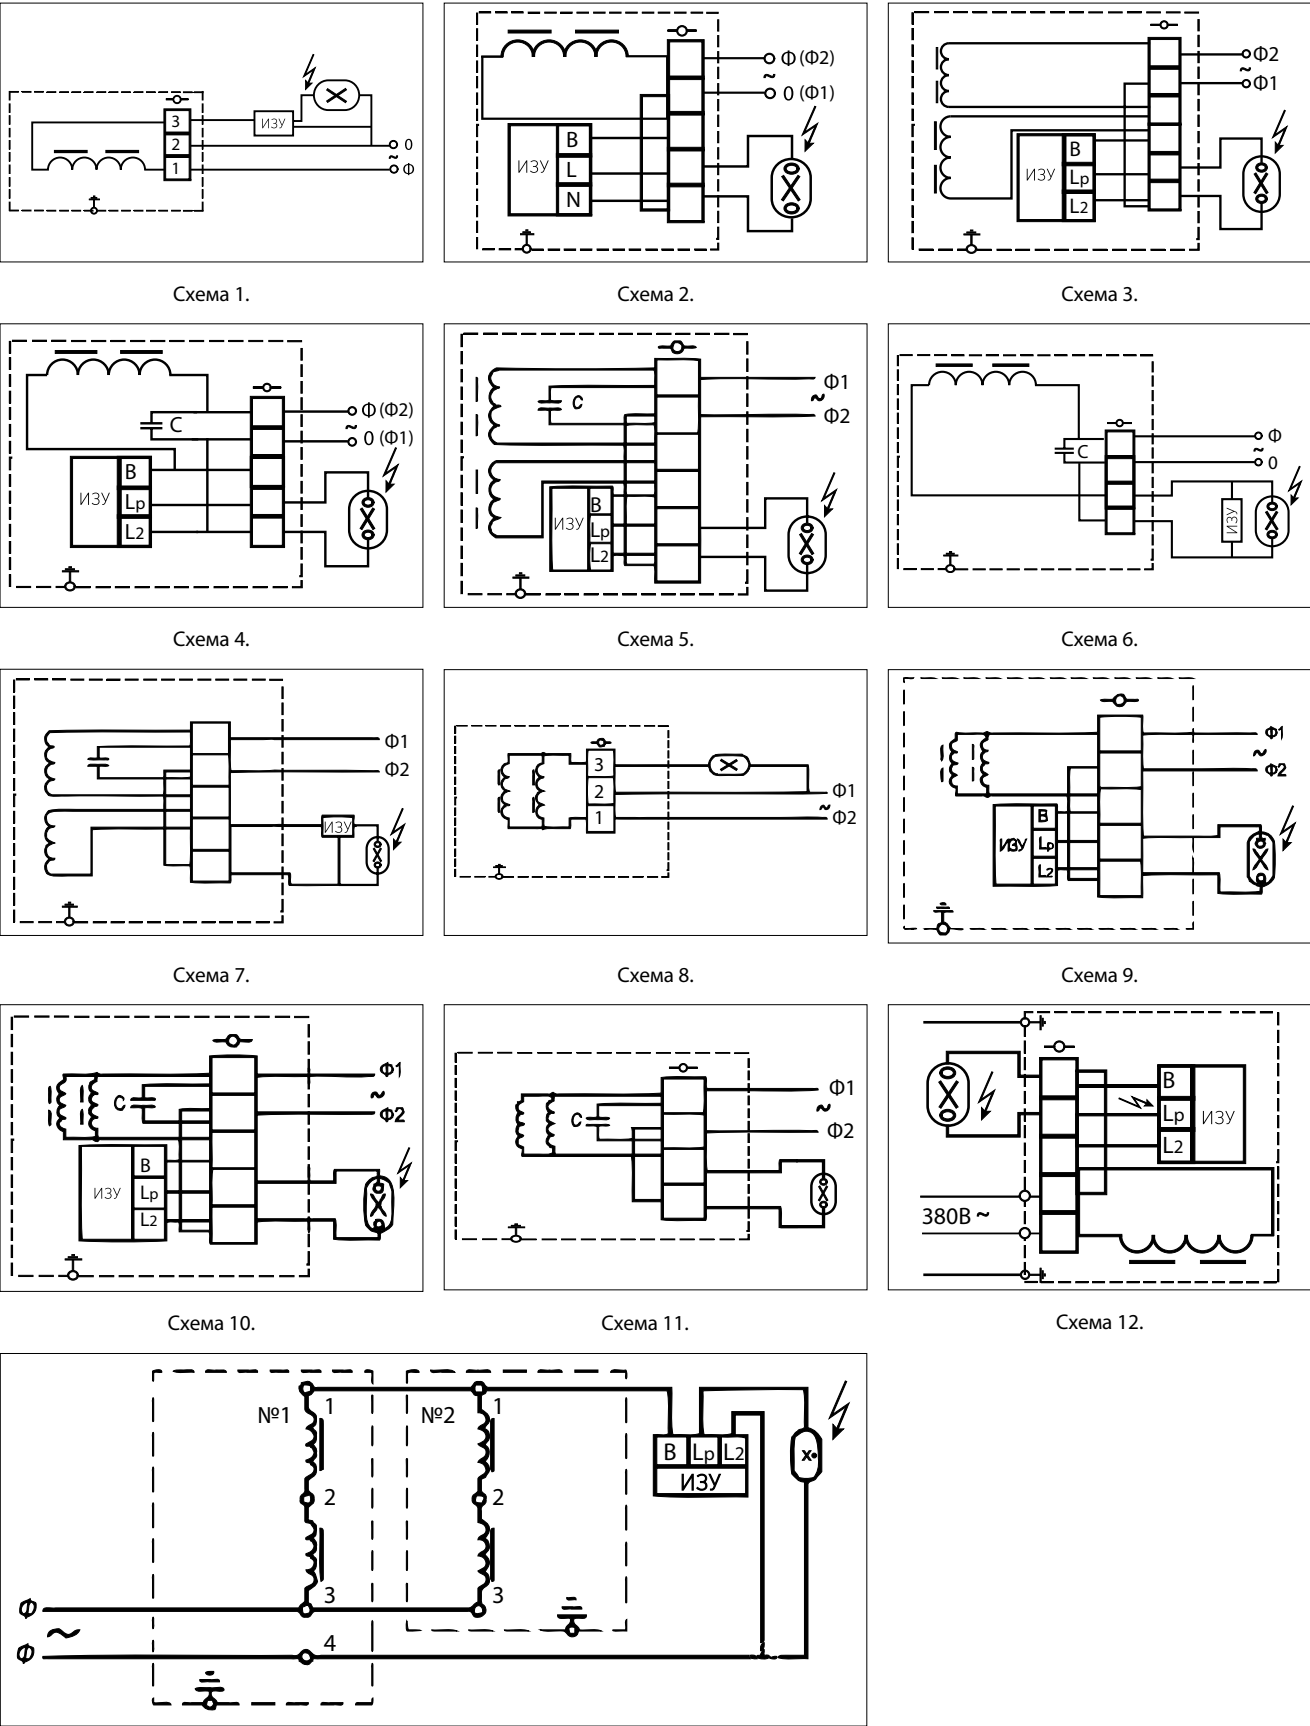 3
2
1
ИЗУ
0
~
Ф
Схема 1.
Ф (Ф2)
~
0 (Ф1)
ИЗУ
B
L
N
Схема 2.
Ф2
~
Ф1
ИЗУ
B
Lp
L2
Схема 3.
C
Ф (Ф2)
~
0 (Ф1)
ИЗУ
B
Lp
L2
Схема 4.
C
Ф1
~
Ф2
ИЗУ
B
Lp
L2
Схема 5.
C
Ф
~
0
ИЗУ
Схема 6.
Ф1
Ф2
ИЗУ
Схема 7.
3
2
1
Ф1
~
Ф2
Схема 8.
Ф1
~
Ф2
ИЗУ
B
Lp
L2
Схема 9.
C
Ф1
~
Ф2
ИЗУ
B
Lp
L2
Схема 10.
C
Ф1
~
Ф2
Схема 11.
B
Lp
L2
ИЗУ
380В ~
Схема 12.
№1
1
2
3
4
№2
1
2
3
B Lp L2
ИЗУ
Ф
~
Ф